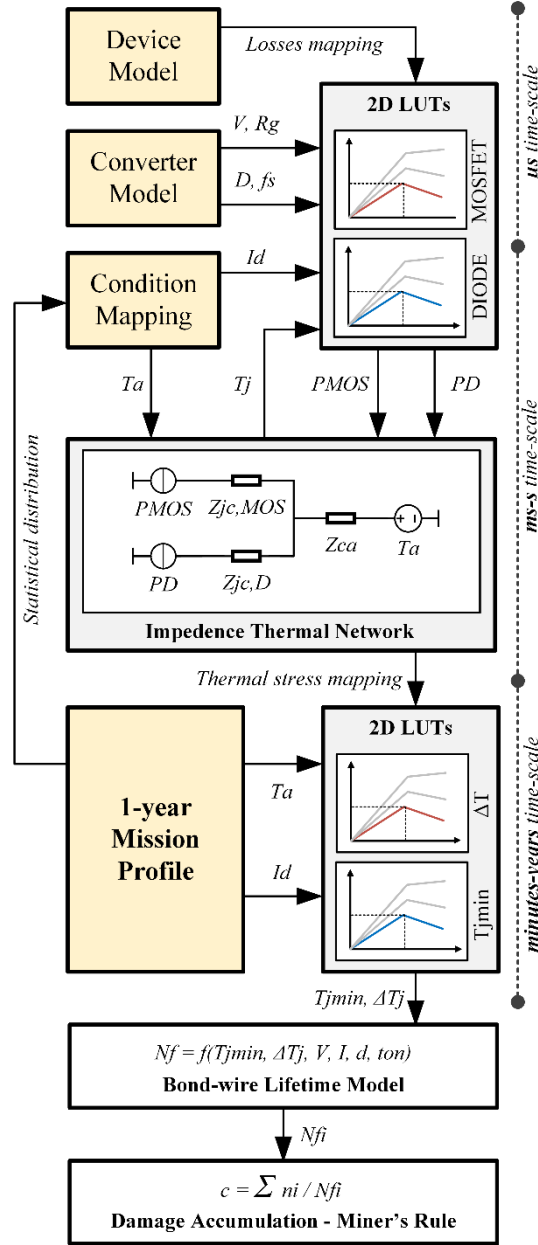 Device
Model
Losses mapping
2D LUTs
MOSFET
DIODE
V, Rg
Converter
Model
D, fs
Condition
Mapping
Id
Ta
Tj
PMOS
PD
PMOS
Zjc,MOS
PD
Zjc,D
Zca
Ta
Impedence Thermal Network
Statistical distribution
Thermal stress mapping
1-year
Mission
Profile
Ta
Id
2D LUTs
ΔT
Tjmin
Tjmin, ΔTj
Nf = f(Tjmin, ΔTj, V, I, d, ton)
Bond-wire Lifetime Model
Nfi
c = Σ ni / Nfi
Damage Accumulation - Miner's Rule
us time-scale
ms-s time-scale
minutes-years time-scale